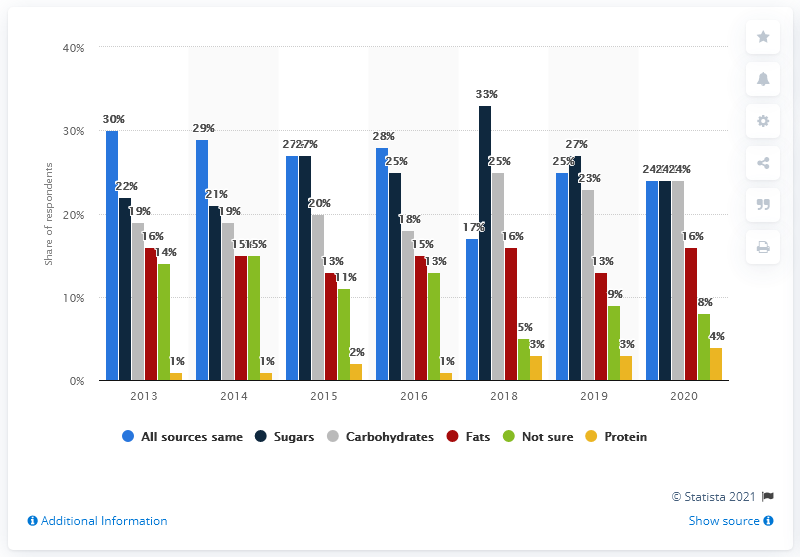 40%
30%
20%
10%
0%
Share of respondents
30% 22% 19% 16% 14% 1%
29% 21% 19% 15% 15% 1%
27% 27% 20% 13% 11% 2%
28% 25% 18% 15% 13% 1%
17% 33% 25% 16% 5% 3%
25% 27% 23% 13% 9% 3%
24% 24% 24% 16% 8% 4%
2013 2014 2015 2016 2018 2019 2020
All sources same Sugars Carbohydrates Fats Not sure Protein
© Statista 2021
Additional Information
Show source